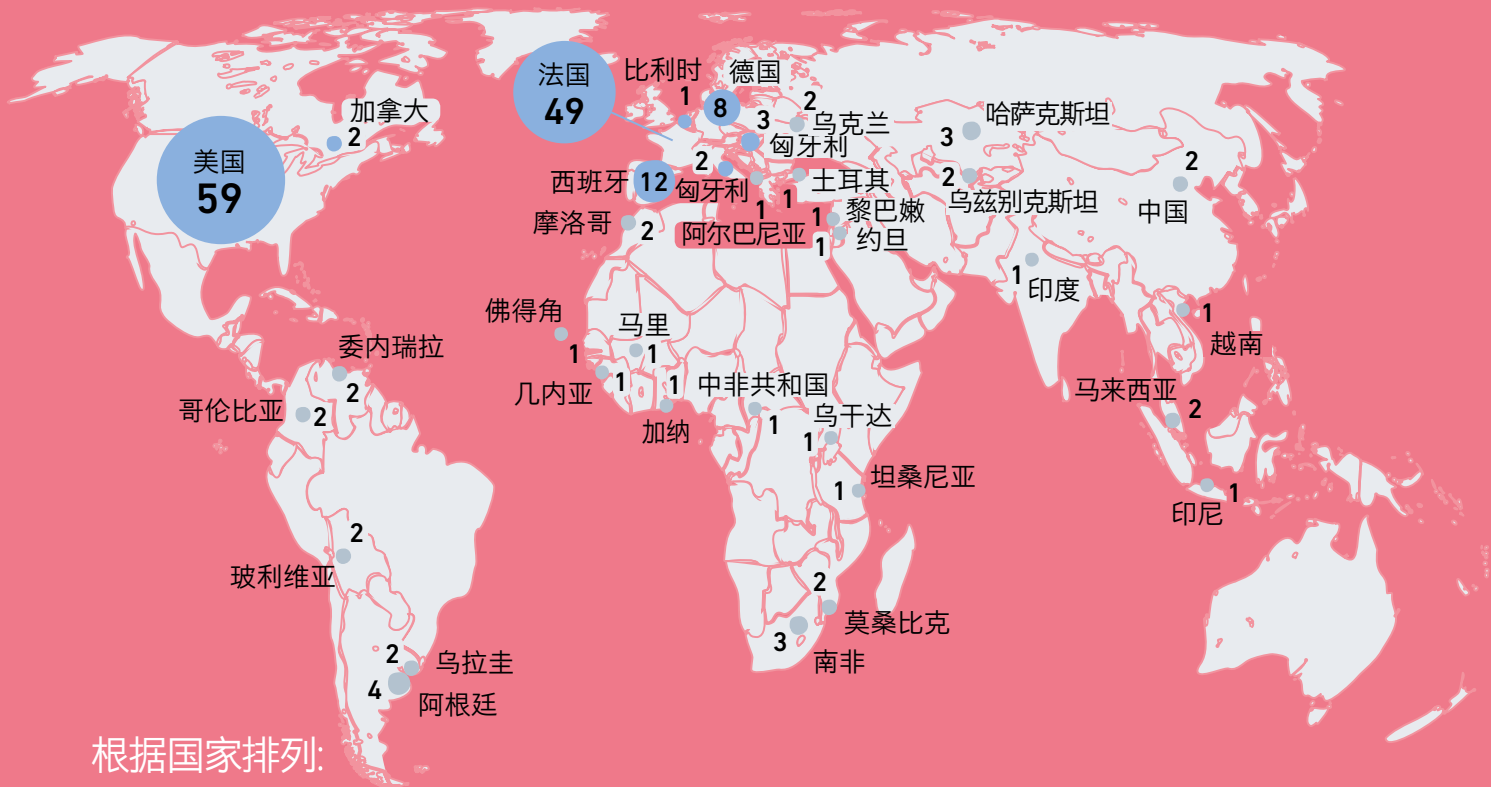 法国
49
比利时
1
德国
8
加拿大
2
美国
59
2
乌克兰
3
匈牙利
哈萨克斯坦
3
2
中国
西班牙
12
2
匈牙利
1
土耳其
1
阿尔巴尼亚
2
乌兹别克斯坦
摩洛哥
2
1
黎巴嫩
1
约旦
1
印度
佛得角
1
马里
1
1
越南
委内瑞拉
2
几内亚
1
1
加纳
中非共和国
1
哥伦比亚
2
乌干达
1
马来西亚
2
坦桑尼亚
1
1
印尼
2
玻利维亚
2
莫桑比克
3
南非
2
乌拉圭
4
阿根廷
根据国家排列: